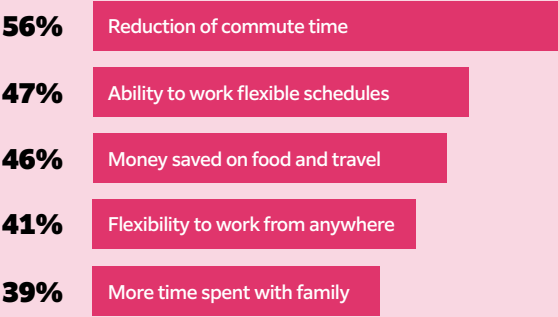 56% Reduction of commute time
47% Ability to work flexible schedules
46% Money saved on food and travel
41% Flexibility to work from anywhere
39% More time spent with family